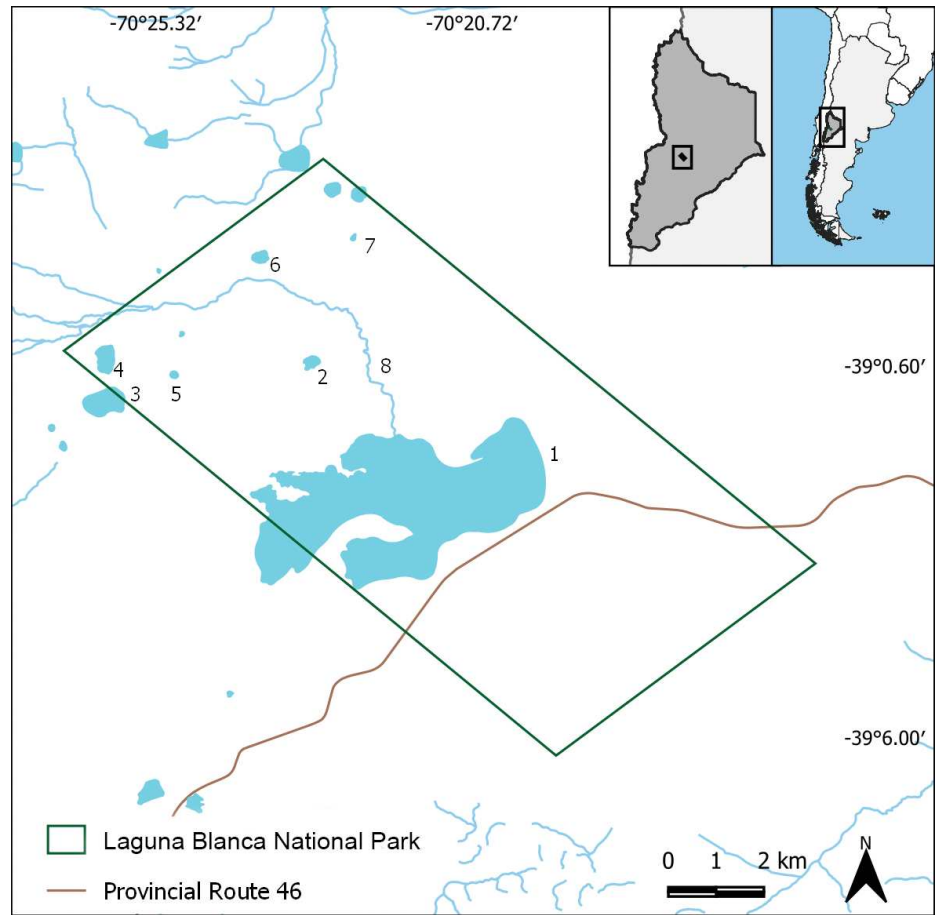 -70°25.32′ -70°20.72′
7
6
-39°0.60′
4 2 8
3 5
1
-39°6.00′
Laguna Blanca National Park
N
0 1 2 km
Provincial Route 46